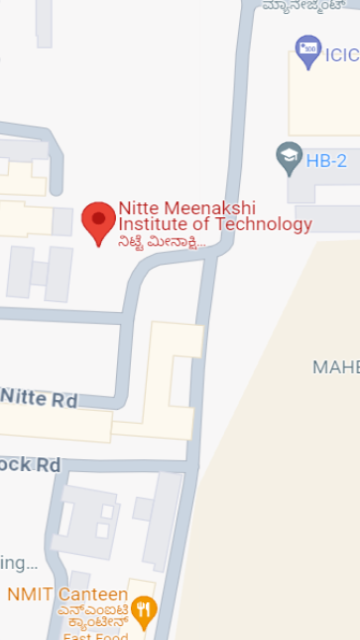 ಮ್ಯಾನೇಜ್ಮೆಂಟ್
ICIC
HB-2
Nitte Meenakshi
Institute of Technology
ನಿಟ್ಟೆ ಮೀನಾಕ್ಷಿ...
MAHE
Nitte Rd
ock Rd
ing...
NMIT Canteen
ಎನ್ಎಂಐಟಿ
ಕ್ಯಾಂಟೀನ್
Fast Food